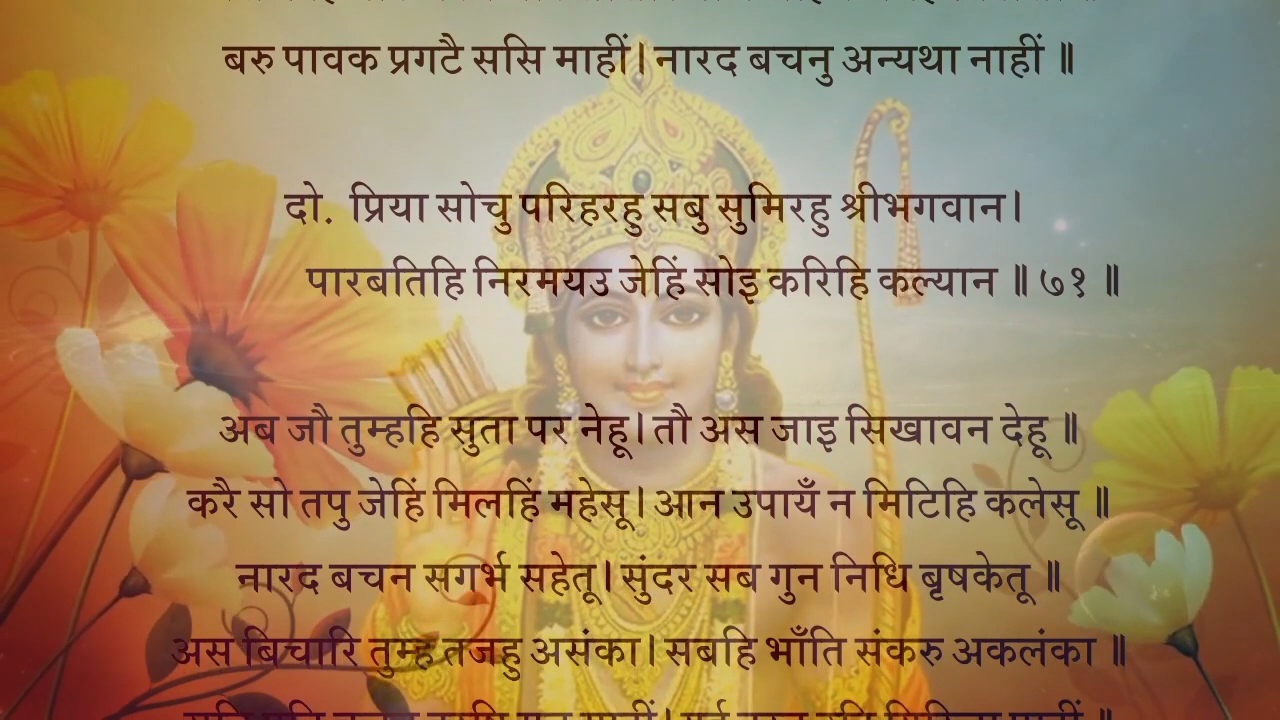 बरु पावक प्रगटै ससि माहीं। नारद बचनु अन्यथा नाहीं ॥
दो. प्रिया सोचु परिहरहु सबु सुमिरहु श्रीभगवान।
पारबतिहि निरमयउ जेहिं सोइ करिहि कल्यान ॥ ७१ ॥
अब जौ तुम्हहि सुता पर नेहू। तौ अस जाइ सिखावन देहू ॥
करै सो तपु जेहिं मिलहिं महेसू। आन उपायँ न मिटिहि कलेसू ॥
नारद बचन सगर्भ सहेतू। सुंदर सब गुन निधि बृषकेतू ॥
अस बिचारि तुम्ह तजहु असंका। सबहि भाँति संकरु अकलंका ॥